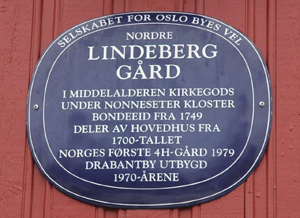 SELSKABET FOR OSLO BYES VEL
NORDRE
LINDEBERG
GÅRD
I MIDDELALDEREN KIRKEGODS
UNDER NONNESETER KLOSTER
BONDEEID FRA 1749
DELER AV HOVEDHUS FRA
1700-TALLET
NORGES FØRSTE 4H-GÅRD 1979
DRABANTBY UTBYGD
1970-ÅRENE